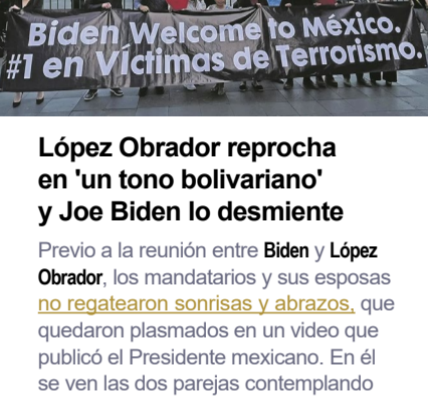 Biden Welcome to México.
#1 en Víctimas de Terrorismo.
López Obrador reprocha
en 'un tono bolivariano'
y Joe Biden lo desmiente
Previo a la reunión entre Biden y López
Obrador, los mandatarios y sus esposas
no regatearon sonrisas y abrazos, que
quedaron plasmados en un video que
publicó el Presidente mexicano. En él
se ven las dos parejas contemplando